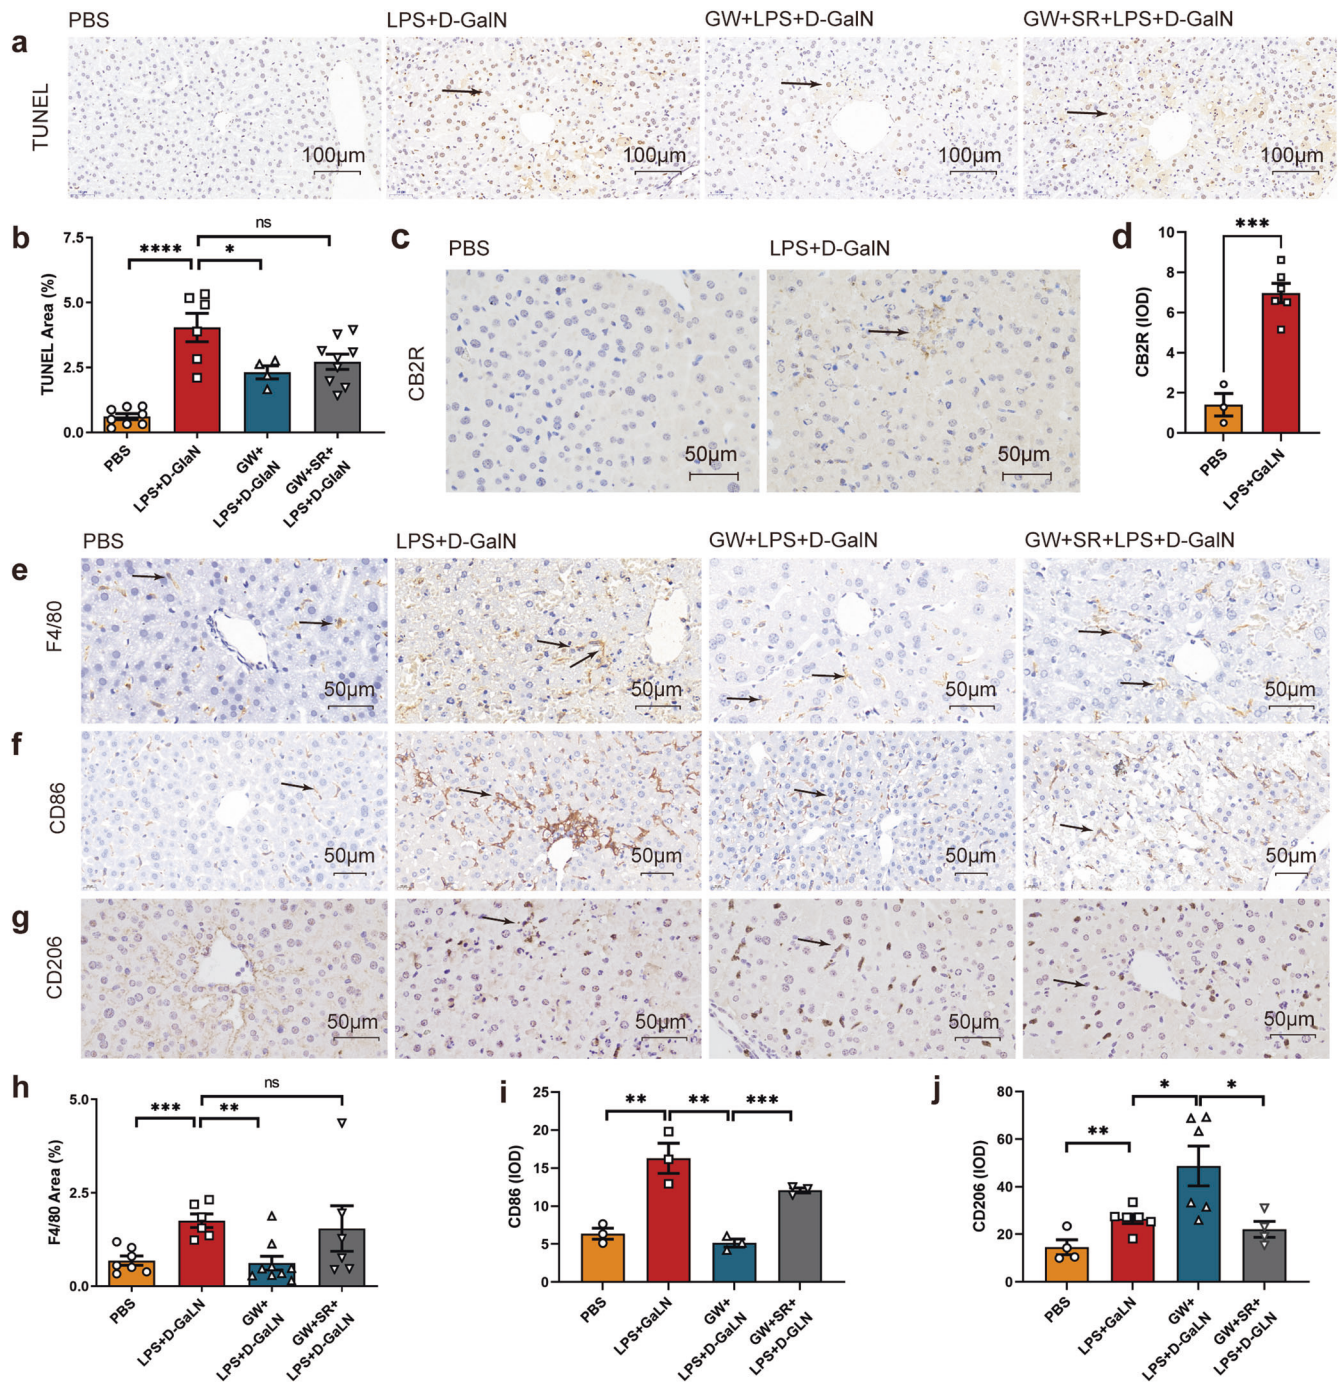 PBS
LPS+D-GalN
GW+LPS+D-GalN
GW+SR+LPS+D-GalN
a
TUNEL
100μm
100μm
100μm
100μm
b
TUNEL Area (%)
7.5
5.0
2.5
0.0
****
*
ns
PBS
LPS+D-GlaN
GW+
LPS+D-GlaN
GW+SR+
LPS+D-GlaN
c
PBS
LPS+D-GalN
CB2R
50μm
50μm
d
CB2R (IOD)
10
8
6
4
2
0
***
PBS
LPS+GaLN
PBS
LPS+D-GalN
GW+LPS+D-GalN
GW+SR+LPS+D-GalN
e
F4/80
50μm
50μm
50μm
50μm
f
CD86
50μm
50μm
50μm
50μm
g
CD206
50μm
50μm
50μm
50μm
h
F4/80 Area (%)
5.0
2.5
0.0
***
**
ns
PBS
LPS+D-GaLN
GW+
LPS+D-GaLN
GW+SR+
LPS+D-GaLN
i
CD86 (IOD)
25
20
15
10
5
0
**
**
***
PBS
LPS+GaLN
GW+
LPS+D-GaLN
GW+SR+
LPS+D-GLN
j
CD206 (IOD)
80
60
40
20
0
**
*
*
PBS
LPS+GaLN
GW+
LPS+D-GaLN
GW+SR+
LPS+D-GLN